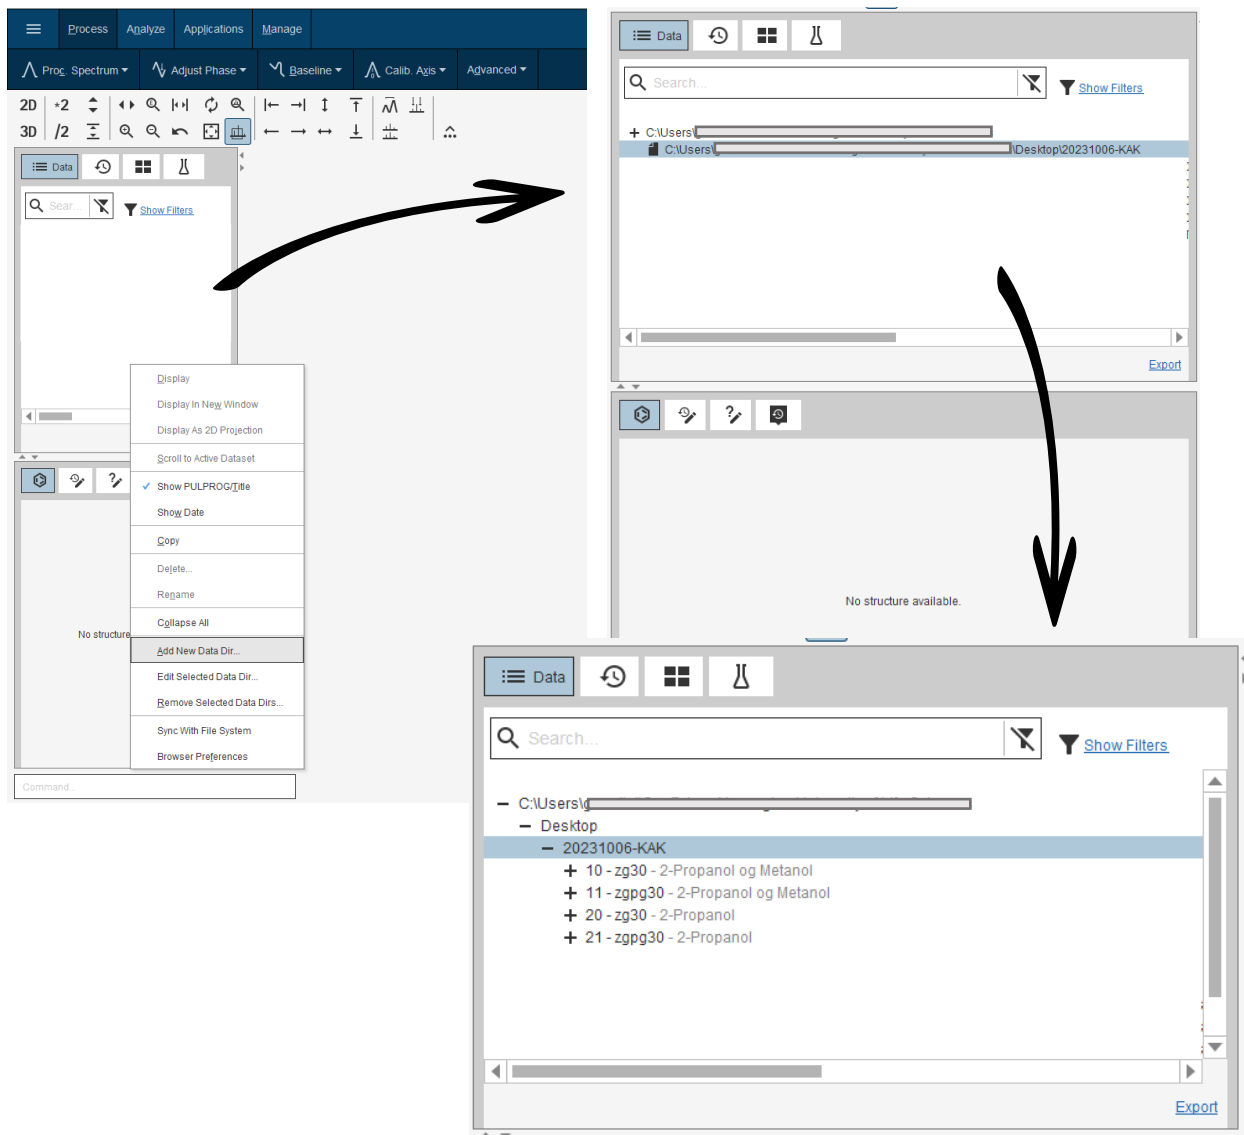 Process Analyze Applications Manage
Proc. Spectrum Adjust Phase Baseline Calib. Axis Advanced
2D *2
3D /2
Data
Sear... Show Filters
Display
Display In New Window
Display As 2D Projection
Scroll to Active Dataset
Show PULPROG/Title
Show Date
Copy
Delete...
Rename
Collapse All
No structure
Add New Data Dir...
Edit Selected Data Dir...
Remove Selected Data Dirs...
Sync With File System
Browser Preferences
Command...
Data
Search... Show Filters
C:\Users\
C:\Users\ \Desktop\20231006-KAK
Export
No structure available.
Data
Search... Show Filters
C:\Users\g
Desktop
20231006-KAK
10 - zg30 - 2-Propanol og Metanol
11 - zgpg30 - 2-Propanol og Metanol
20 - zg30 - 2-Propanol
21 - zgpg30 - 2-Propanol
Export